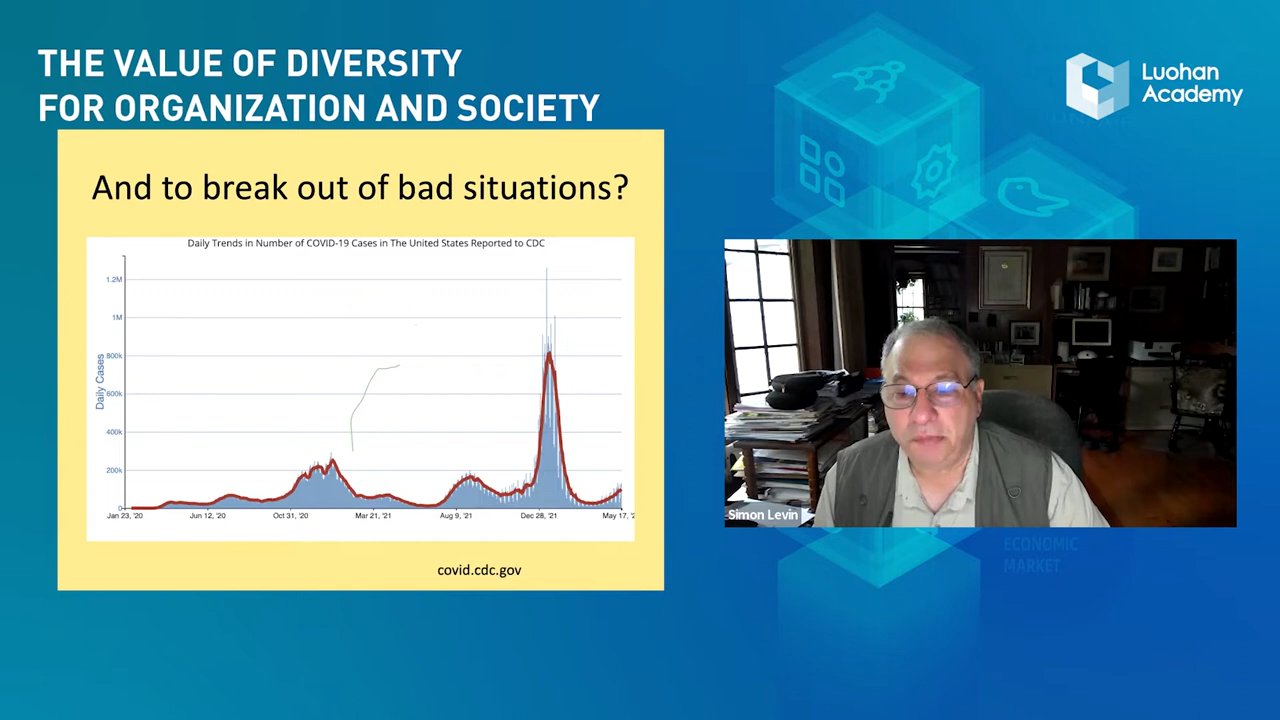 THE VALUE OF DIVERSITY
FOR ORGANIZATION AND SOCIETY
Luohan
Academy
And to break out of bad situations?
Daily Trends in Number of COVID-19 Cases in The United States Reported to CDC
Daily Cases
1.2M
1M
800k
600k
400k
200k
0
Jan 23, '20
Jun 12, '20
Oct 31, '20
Mar 21, '21
Aug 9, '21
Dec 28, '21
May 17, '2
covid.cdc.gov
Simon Levin
ECONOMIC
MARKET